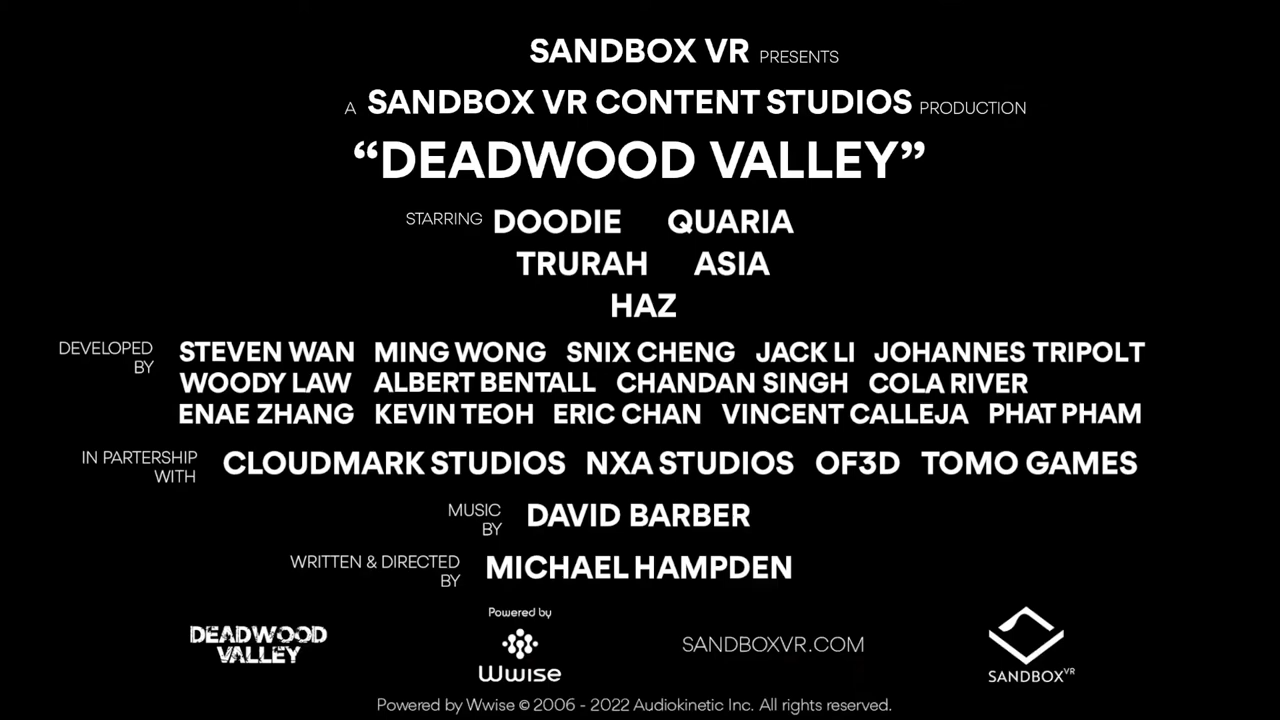 SANDBOX VR PRESENTS
A SANDBOX VR CONTENT STUDIOS PRODUCTION
“DEADWOOD VALLEY”
STARRING DOODIE QUARIA
TRURAH ASIA
HAZ
DEVELOPED BY STEVEN WAN MING WONG SNIX CHENG JACK LI JOHANNES TRIPOLT
WOODY LAW ALBERT BENTALL CHANDAN SINGH COLA RIVER
ENAE ZHANG KEVIN TEOH ERIC CHAN VINCENT CALLEJA PHAT PHAM
IN PARTERSHIP WITH CLOUDMARK STUDIOS NXA STUDIOS OF3D TOMO GAMES
MUSIC BY DAVID BARBER
WRITTEN & DIRECTED BY MICHAEL HAMPDEN
DEADWOOD
VALLEY
Powered by
Wwise
SANDBOXVR.COM
SANDBOX VR
Powered by Wwise © 2006 - 2022 Audiokinetic Inc. All rights reserved.